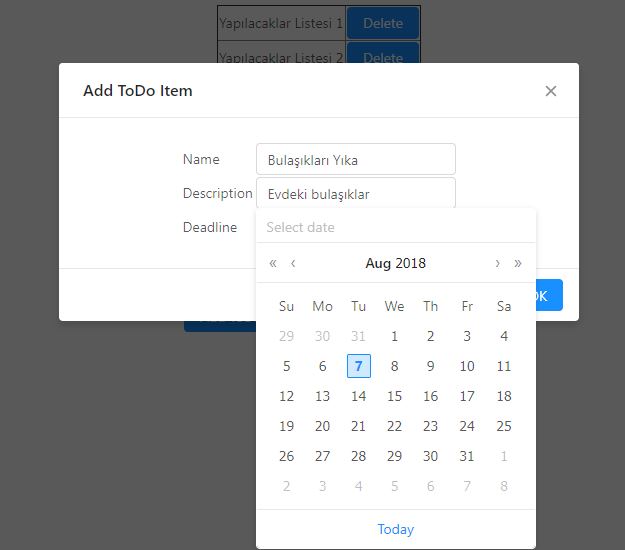 Yapılacaklar Listesi 1 Delete
Yapılacaklar Listesi 2 Delete
Add ToDo Item ×
Name Bulaşıkları Yıka
Description Evdeki bulaşıklar
Deadline Select date
« ‹ Aug 2018 › »
OK
Su Mo Tu We Th Fr Sa
29 30 31 1 2 3 4
5 6 7 8 9 10 11
12 13 14 15 16 17 18
19 20 21 22 23 24 25
26 27 28 29 30 31 1
2 3 4 5 6 7 8
Today